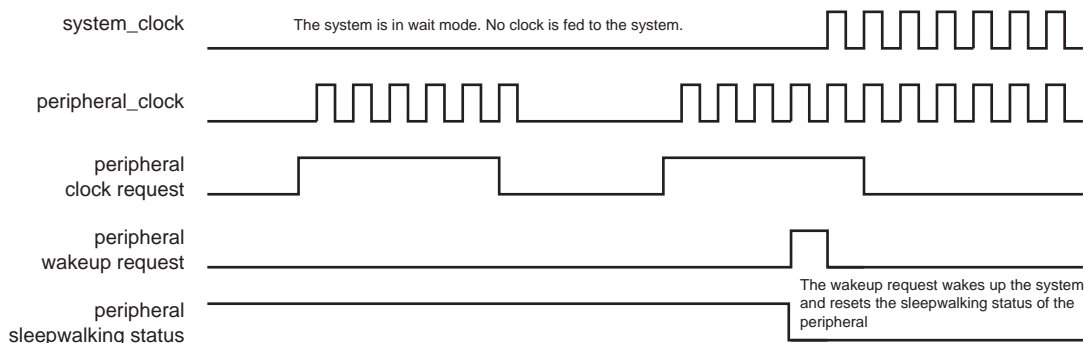 system_clock
The system is in wait mode. No clock is fed to the system.
peripheral_clock
peripheral
clock request
peripheral
wakeup request
The wakeup request wakes up the system
and resets the sleepwalking status of the
peripheral
peripheral
sleepwalking status